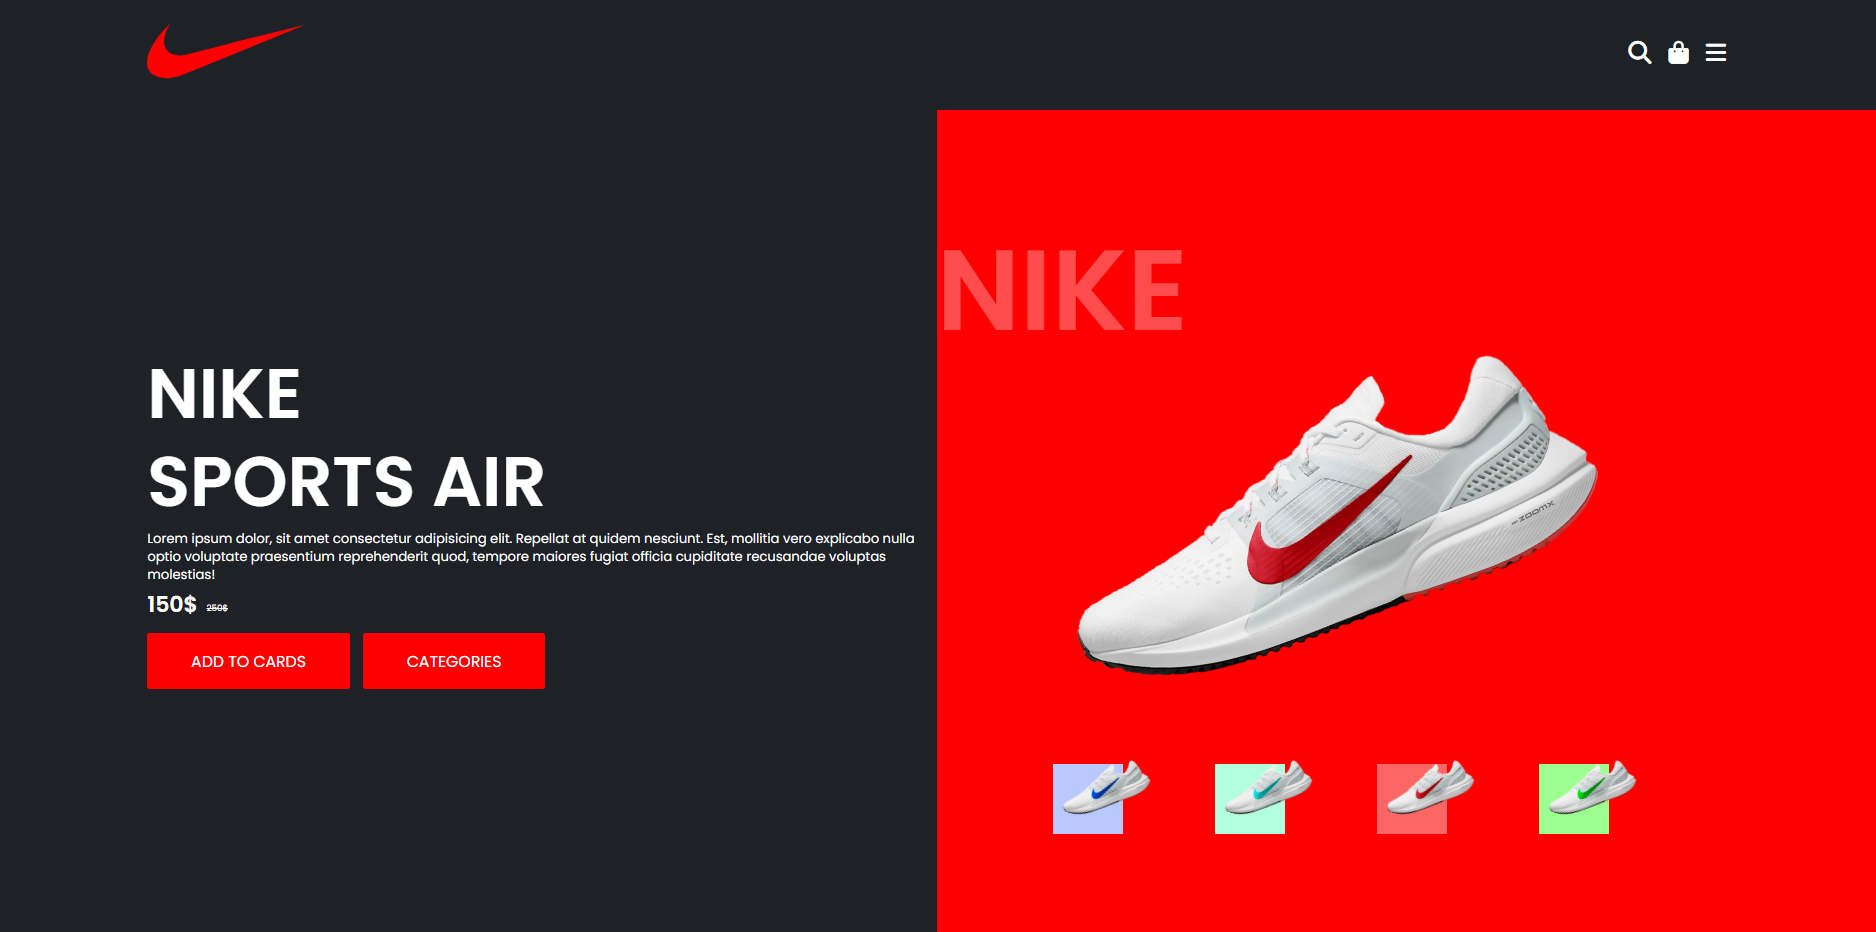 NIKE
NIKE
SPORTS AIR
Lorem ipsum dolor, sit amet consectetur adipisicing elit. Repellat at quidem nesciunt. Est, mollitia vero explicabo nulla
optio voluptate praesentium reprehenderit quod, tempore maiores fugiat officia cupiditate recusandae voluptas
molestias!
150$ 250$
ADD TO CARDS CATEGORIES
ZOOMX